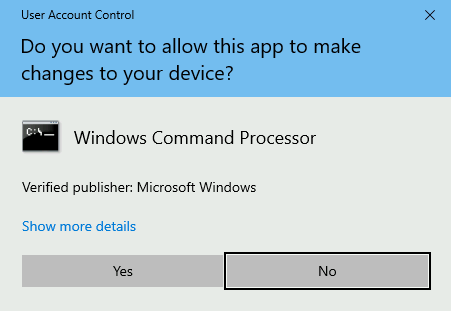 User Account Control
Do you want to allow this app to make
changes to your device?
C:\_
Windows Command Processor
Verified publisher: Microsoft Windows
Show more details
Yes
No